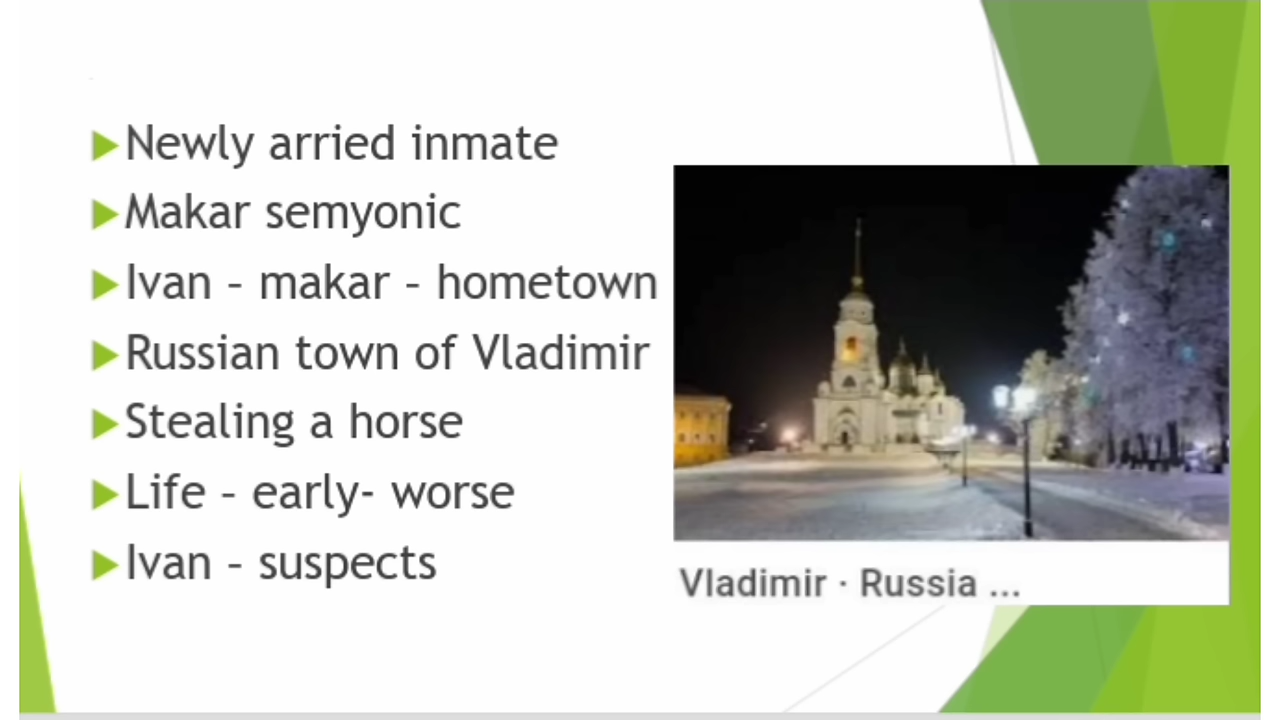 Newly arried inmate
Makar semyonic
Ivan – makar – hometown
Russian town of Vladimir
Stealing a horse
Life – early- worse
Ivan – suspects
Vladimir · Russia ...